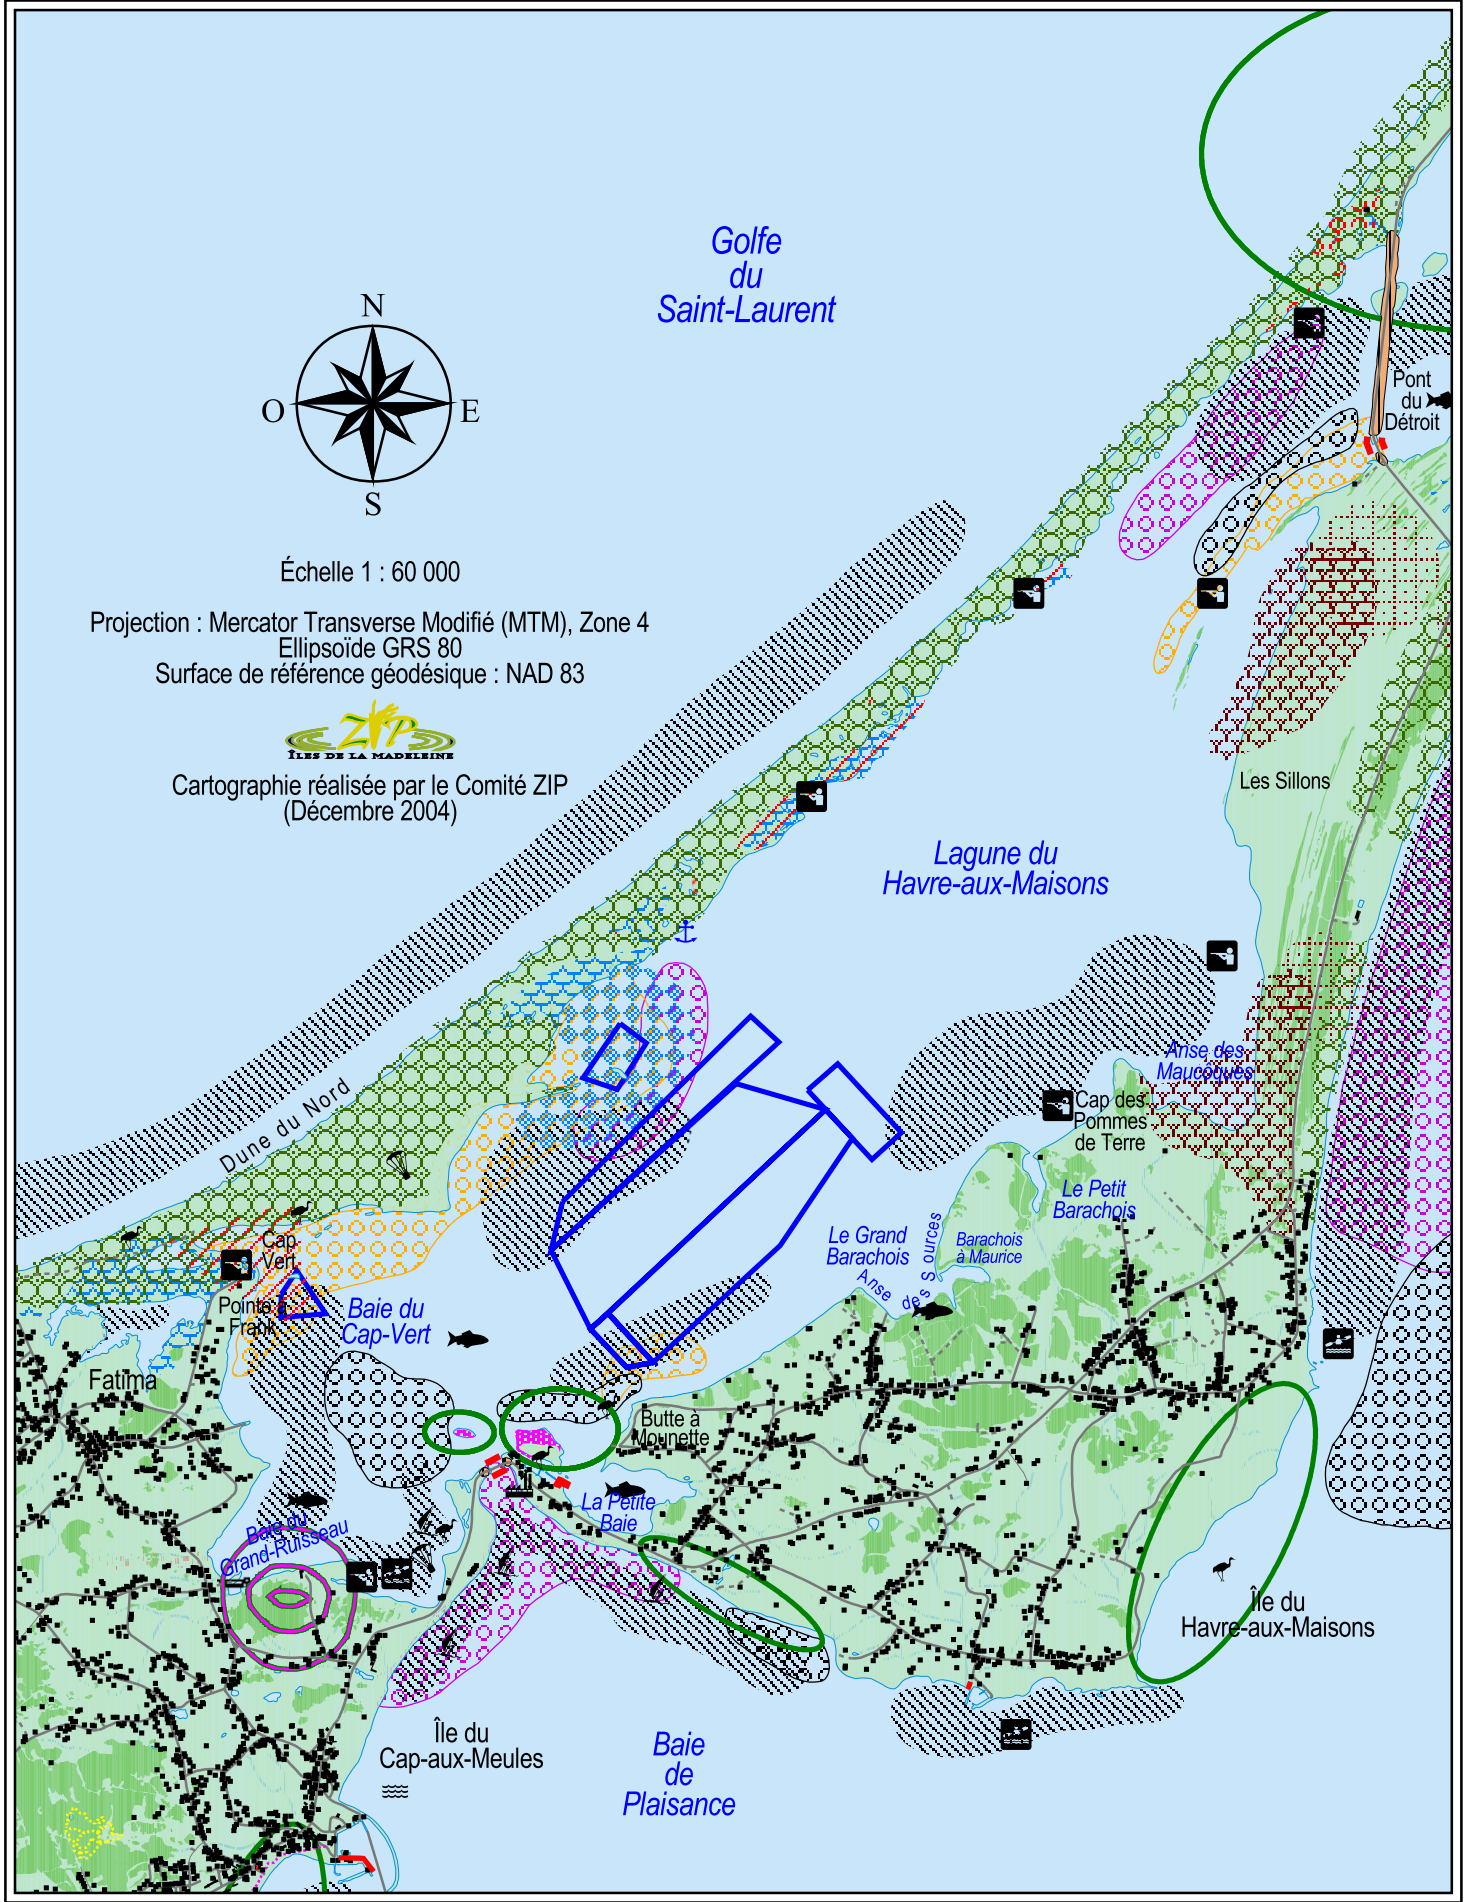 Golfe
du
Saint-Laurent
N
O
E
S
Pont
du
Détroit
Échelle 1 : 60 000
Projection : Mercator Transverse Modifié (MTM), Zone 4
Ellipsoïde GRS 80
Surface de référence géodésique : NAD 83
ZIP
ÎLES DE LA MADELEINE
Cartographie réalisée par le Comité ZIP
(Décembre 2004)
Les Sillons
Lagune du
Havre-aux-Maisons
Anse des
Maucôques
Cap des
Pommes
de Terre
Dune du Nord
Le Petit
Barachois
Le Grand
Barachois
Barachois
à Maurice
Anse des Sources
Cap
Vert
Pointe à
Frank
Baie du
Cap-Vert
Fatima
Butte à
Mounette
La Petite
Baie
Baie du
Grand-Ruisseau
Île du
Havre-aux-Maisons
Île du
Cap-aux-Meules
Baie
de
Plaisance